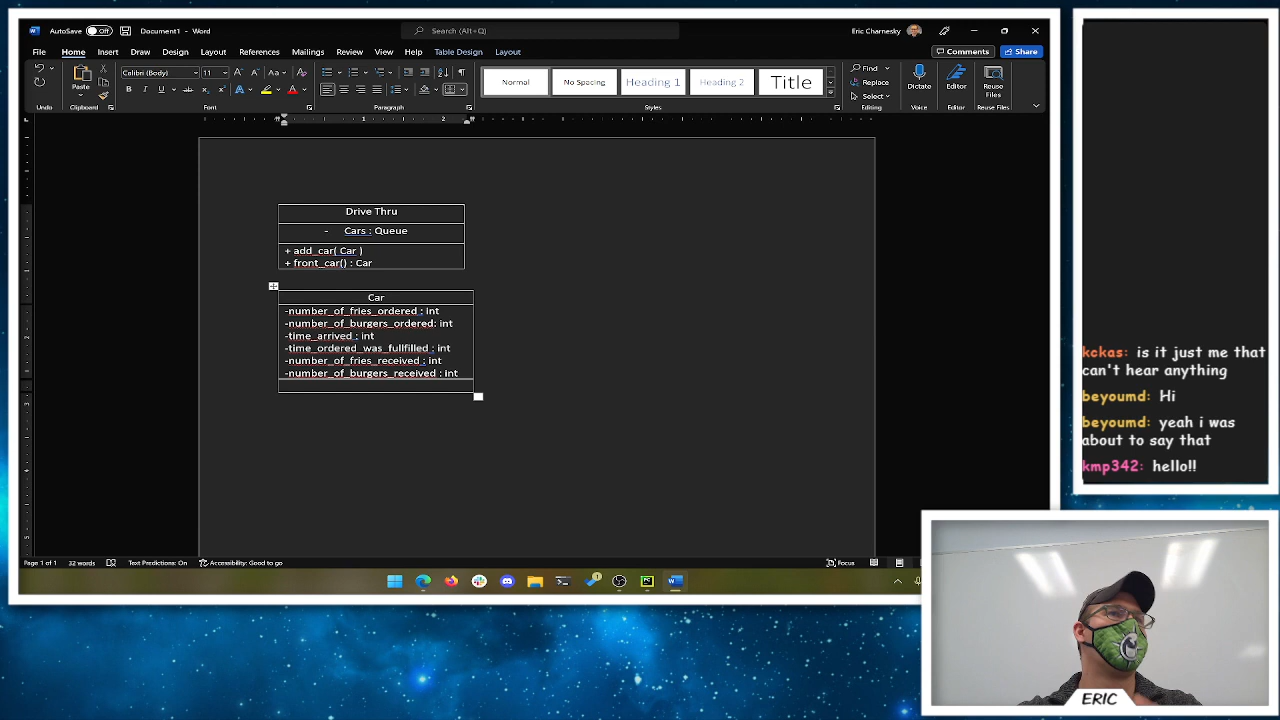 AutoSave Off Document1 - Word Search (Alt+Q) Eric Charnesky
File Home Insert Draw Design Layout References Mailings Review View Help Table Design Layout Comments Share
Calibri (Body) 11 Normal No Spacing Heading 1 Heading 2 Title Find Replace Select
Paste Dictate Editor Reuse Files
Undo Clipboard Font Paragraph Styles Editing Voice Editor Reuse Files
1 2
Drive Thru
- Cars : Queue
+ add_car( Car )
+ front_car() : Car
Car
-number_of_fries_ordered : int
-number_of_burgers_ordered: int
-time_arrived : int
-time_ordered_was_fullfilled : int
-number_of_fries_received : int
-number_of_burgers_received : int
Page 1 of 1 32 words Text Predictions: On Accessibility: Good to go Focus
kckas: is it just me that
can't hear anything
beyoumd: Hi
beyoumd: yeah i was
about to say that
kmp342: hello!!
ERIC